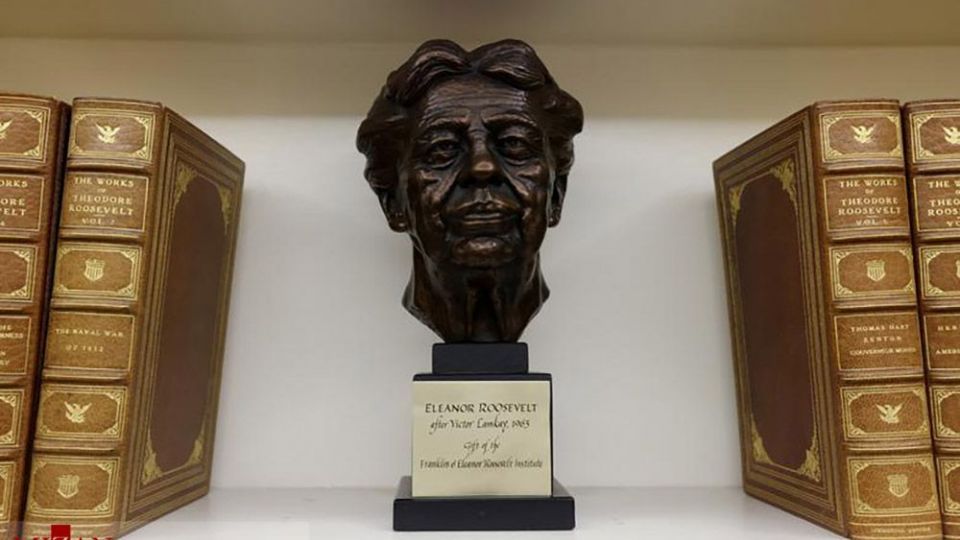 THE WORKS
OF
THEODORE
ROOSEVELT
VOL. 7
THE NAVAL WAR
OF 1812
ELEANOR ROOSEVELT
after Victor Lamkay, 1963
Gift of the
Franklin & Eleanor Roosevelt Institute
THE WORKS
OF
THEODORE
ROOSEVELT
THOMAS HART
BENTON
GOUVERNEUR MORRIS